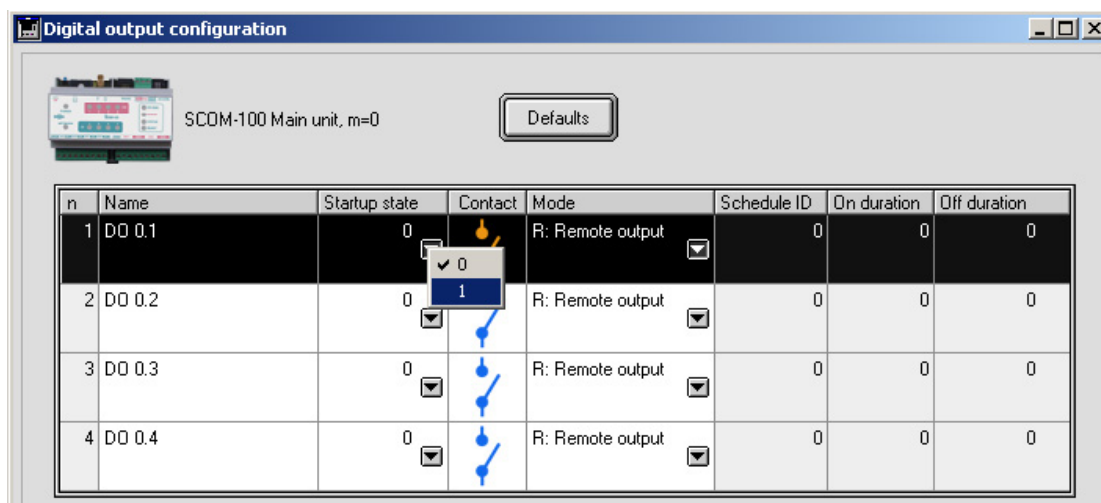 Digital output configuration
SCOM-100 Main unit, m=0
Defaults
n Name Startup state Contact Mode Schedule ID On duration Off duration
1 DO 0.1 0 R: Remote output 0 0 0
✓ 0
1
2 DO 0.2 0 R: Remote output 0 0 0
3 DO 0.3 0 R: Remote output 0 0 0
4 DO 0.4 0 R: Remote output 0 0 0